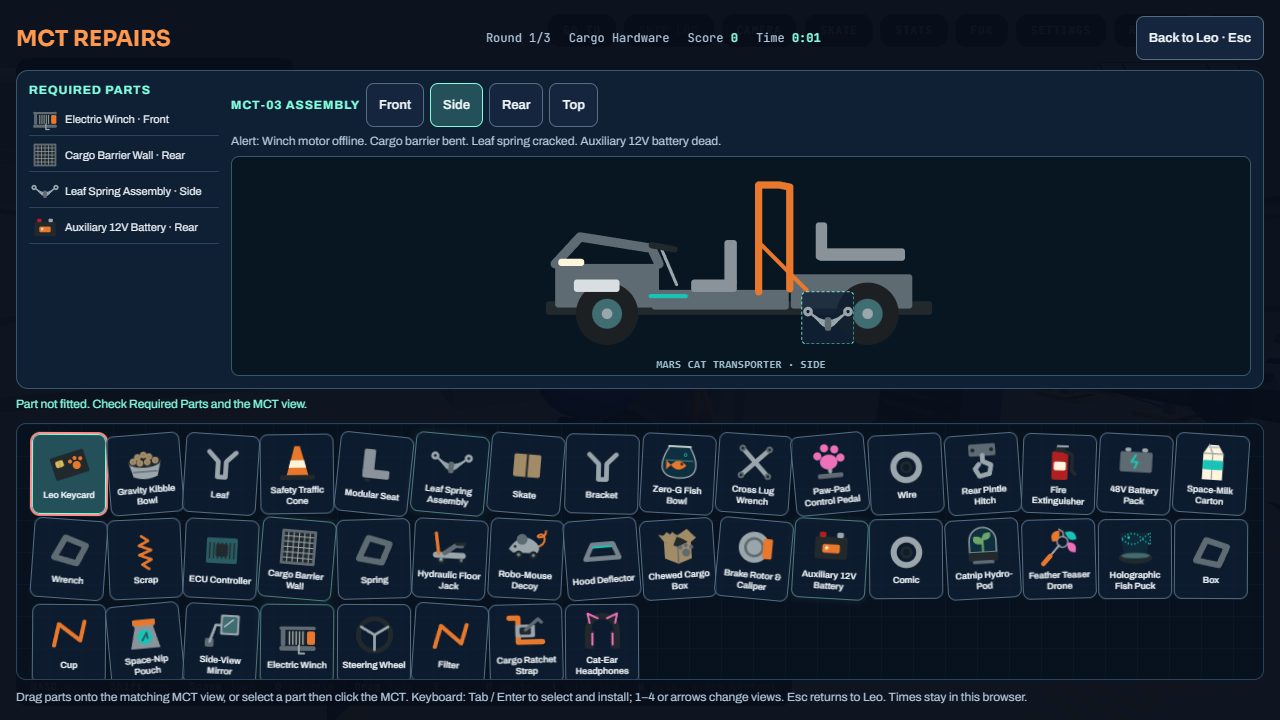 MCT REPAIRS
Round 1/3 Cargo Hardware Score 0 Time 0:01
Back to Leo · Esc
REQUIRED PARTS
Electric Winch · Front
Cargo Barrier Wall · Rear
Leaf Spring Assembly · Side
Auxiliary 12V Battery · Rear
MCT-03 ASSEMBLY Front Side Rear Top
Alert: Winch motor offline. Cargo barrier bent. Leaf spring cracked. Auxiliary 12V battery dead.
MARS CAT TRANSPORTER · SIDE
Part not fitted. Check Required Parts and the MCT view.
Leo Keycard
Gravity Kibble
Bowl
Leaf
Safety Traffic
Cone
Modular Seat
Leaf Spring
Assembly
Skate
Bracket
Zero-G Fish
Bowl
Cross Lug
Wrench
Paw-Pad
Control Pedal
Wire
Rear Pintle
Hitch
Fire
Extinguisher
48V Battery
Pack
Space-Milk
Carton
Wrench
Scrap
ECU Controller
Cargo Barrier
Wall
Spring
Hydraulic Floor
Jack
Robo-Mouse
Decoy
Hood Deflector
Chewed Cargo
Box
Brake Rotor &
Caliper
Auxiliary 12V
Battery
Comic
Catnip Hydro-
Pod
Feather Teaser
Drone
Holographic
Fish Puck
Box
Cup
Space-Nip
Pouch
Side-View
Mirror
Electric Winch
Steering Wheel
Filter
Cargo Ratchet
Strap
Cat-Ear
Headphones
Drag parts onto the matching MCT view, or select a part then click the MCT. Keyboard: Tab / Enter to select and install; 1–4 or arrows change views. Esc returns to Leo. Times stay in this browser.